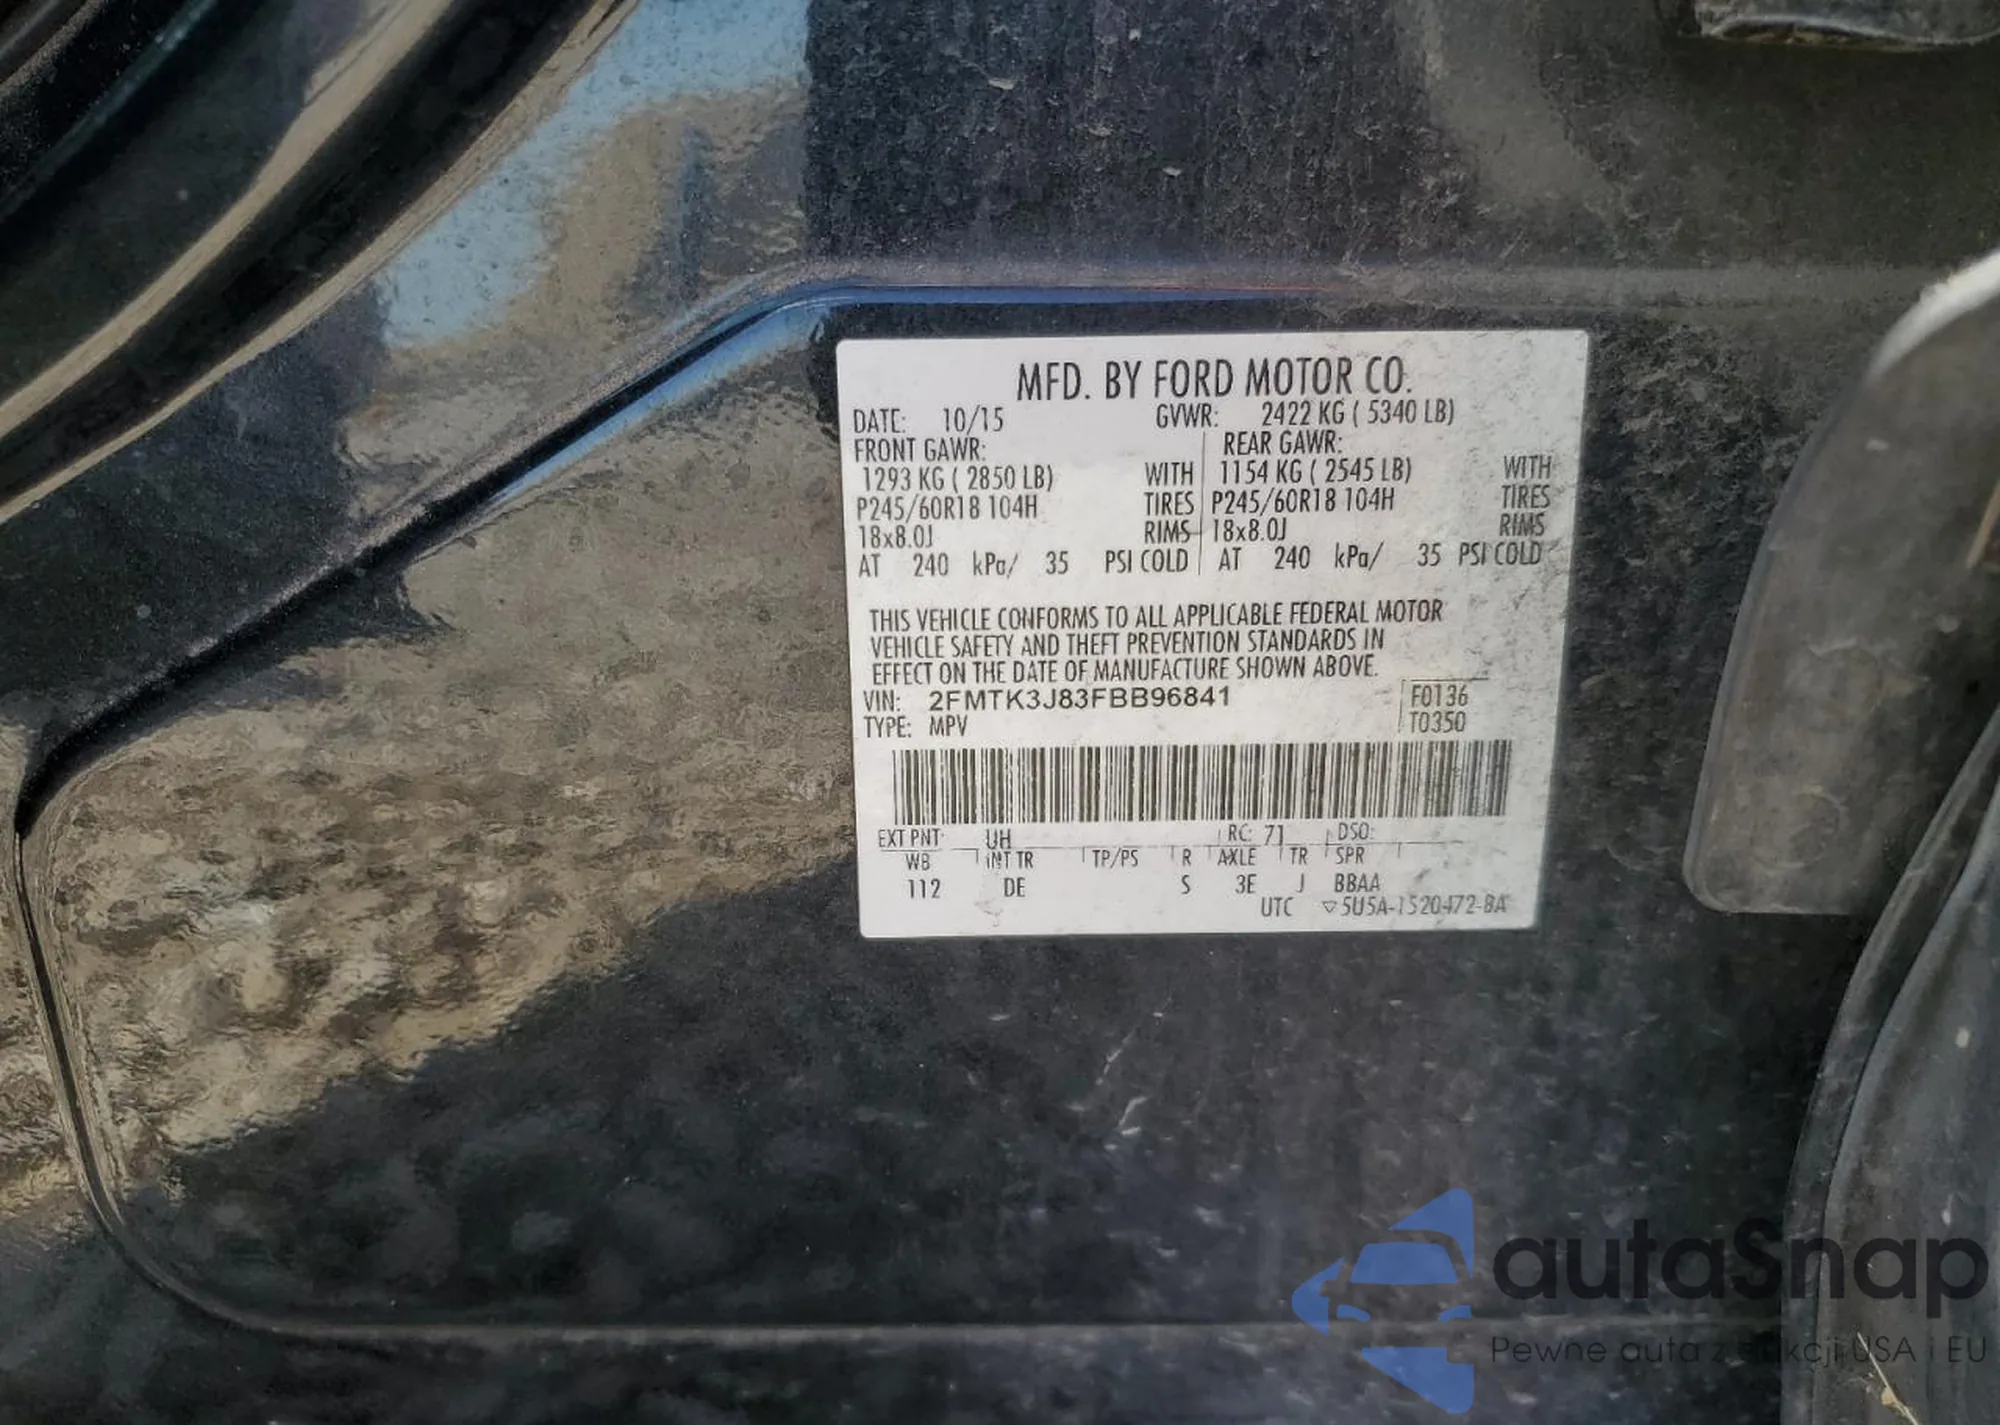 MFD. BY FORD MOTOR CO.
DATE: 10/15 GVWR: 2422 KG ( 5340 LB)
FRONT GAWR: REAR GAWR:
1293 KG ( 2850 LB) WITH 1154 KG ( 2545 LB) WITH
P245/60R18 104H TIRES P245/60R18 104H TIRES
18x8.0J RIMS 18x8.0J RIMS
AT 240 kPa/ 35 PSI COLD AT 240 kPa/ 35 PSI COLD
THIS VEHICLE CONFORMS TO ALL APPLICABLE FEDERAL MOTOR
VEHICLE SAFETY AND THEFT PREVENTION STANDARDS IN
EFFECT ON THE DATE OF MANUFACTURE SHOWN ABOVE.
VIN: 2FMTK3J83FBB96841 F0136
TYPE: MPV T0350
EXT PNT: UH RC: 71 DSO:
WB INT TR TP/PS R AXLE TR SPR
112 DE S 3E J BBAA
UTC ▽5U5A-1520472-BA
autaSnap
Pewne auta z aukcji USA i EU